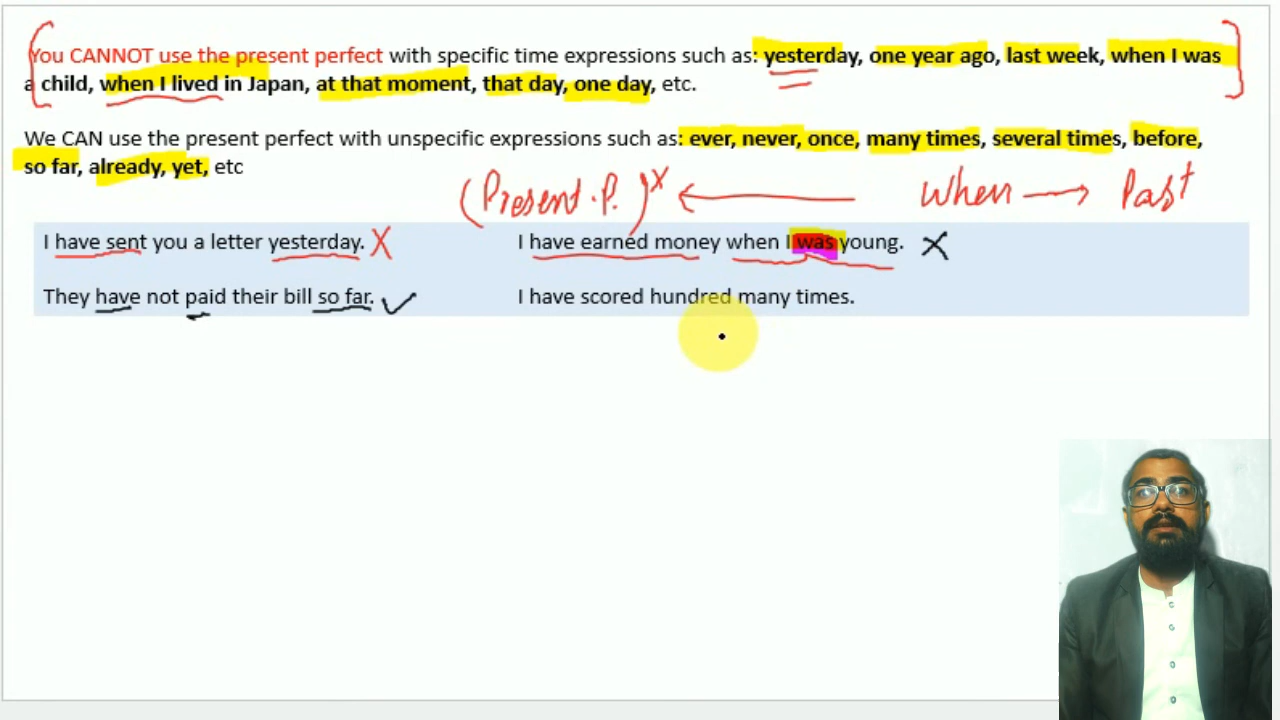 You CANNOT use the present perfect with specific time expressions such as: yesterday, one year ago, last week, when I was
a child, when I lived in Japan, at that moment, that day, one day, etc.
We CAN use the present perfect with unspecific expressions such as: ever, never, once, many times, several times, before,
so far, already, yet, etc
(Present.P.)x ← When → Past
I have sent you a letter yesterday. X
I have earned money when I was young. X
They have not paid their bill so far. ✓
I have scored hundred many times.